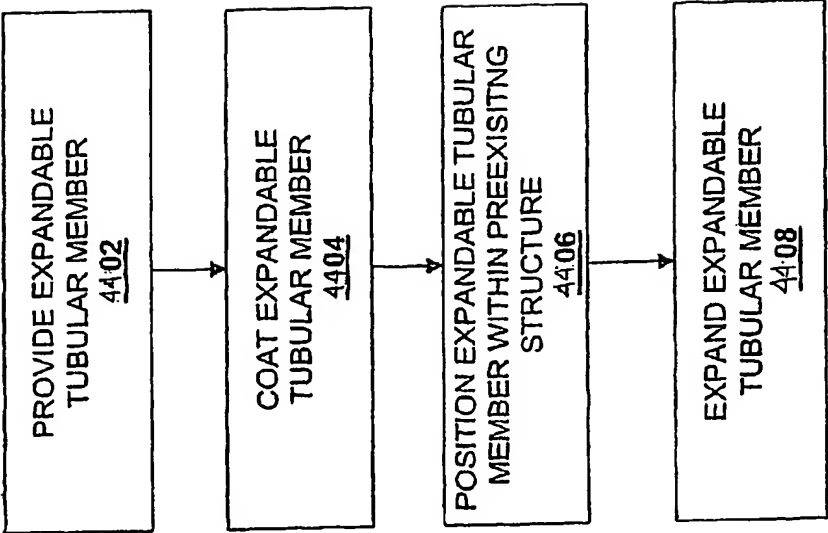 PROVIDE EXPANDABLE
TUBULAR MEMBER
4402
COAT EXPANDABLE
TUBULAR MEMBER
4404
POSITION EXPANDABLE TUBULAR
MEMBER WITHIN PREEXISITNG
STRUCTURE
4406
EXPAND EXPANDABLE
TUBULAR MEMBER
4408